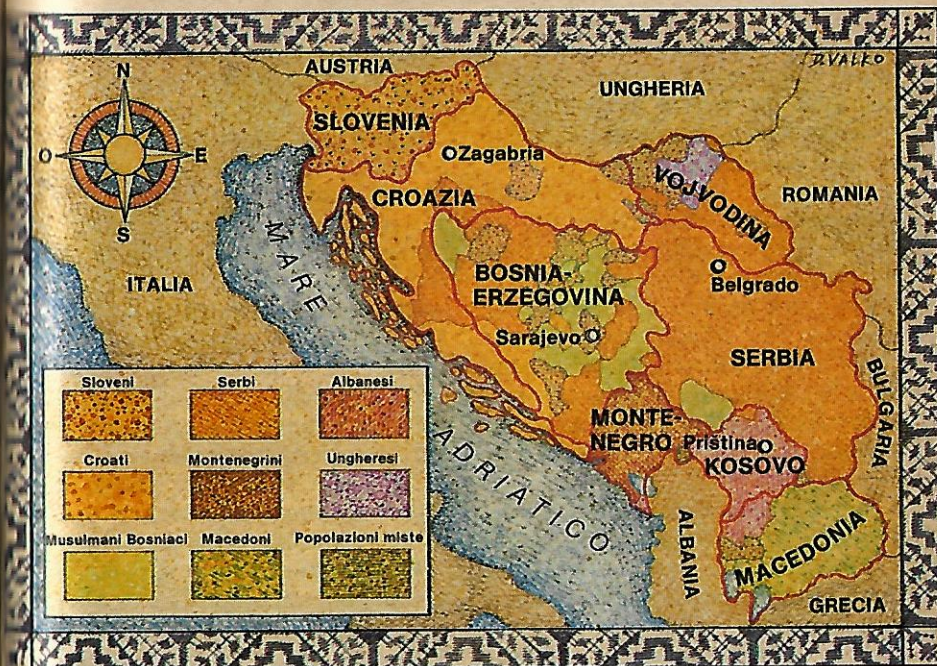 D.VALKO
AUSTRIA
UNGHERIA
N
O
E
S
SLOVENIA
Zagabria
CROAZIA
VOJVODINA
ROMANIA
ITALIA
MARE
ADRIATICO
BOSNIA-
ERZEGOVINA
Sarajevo
Belgrado
SERBIA
BULGARIA
MONTE-
NEGRO
Priština
KOSOVO
ALBANIA
MACEDONIA
GRECIA
Sloveni
Serbi
Albanesi
Croati
Montenegrini
Ungheresi
Musulmani Bosniaci
Macedoni
Popolazioni miste